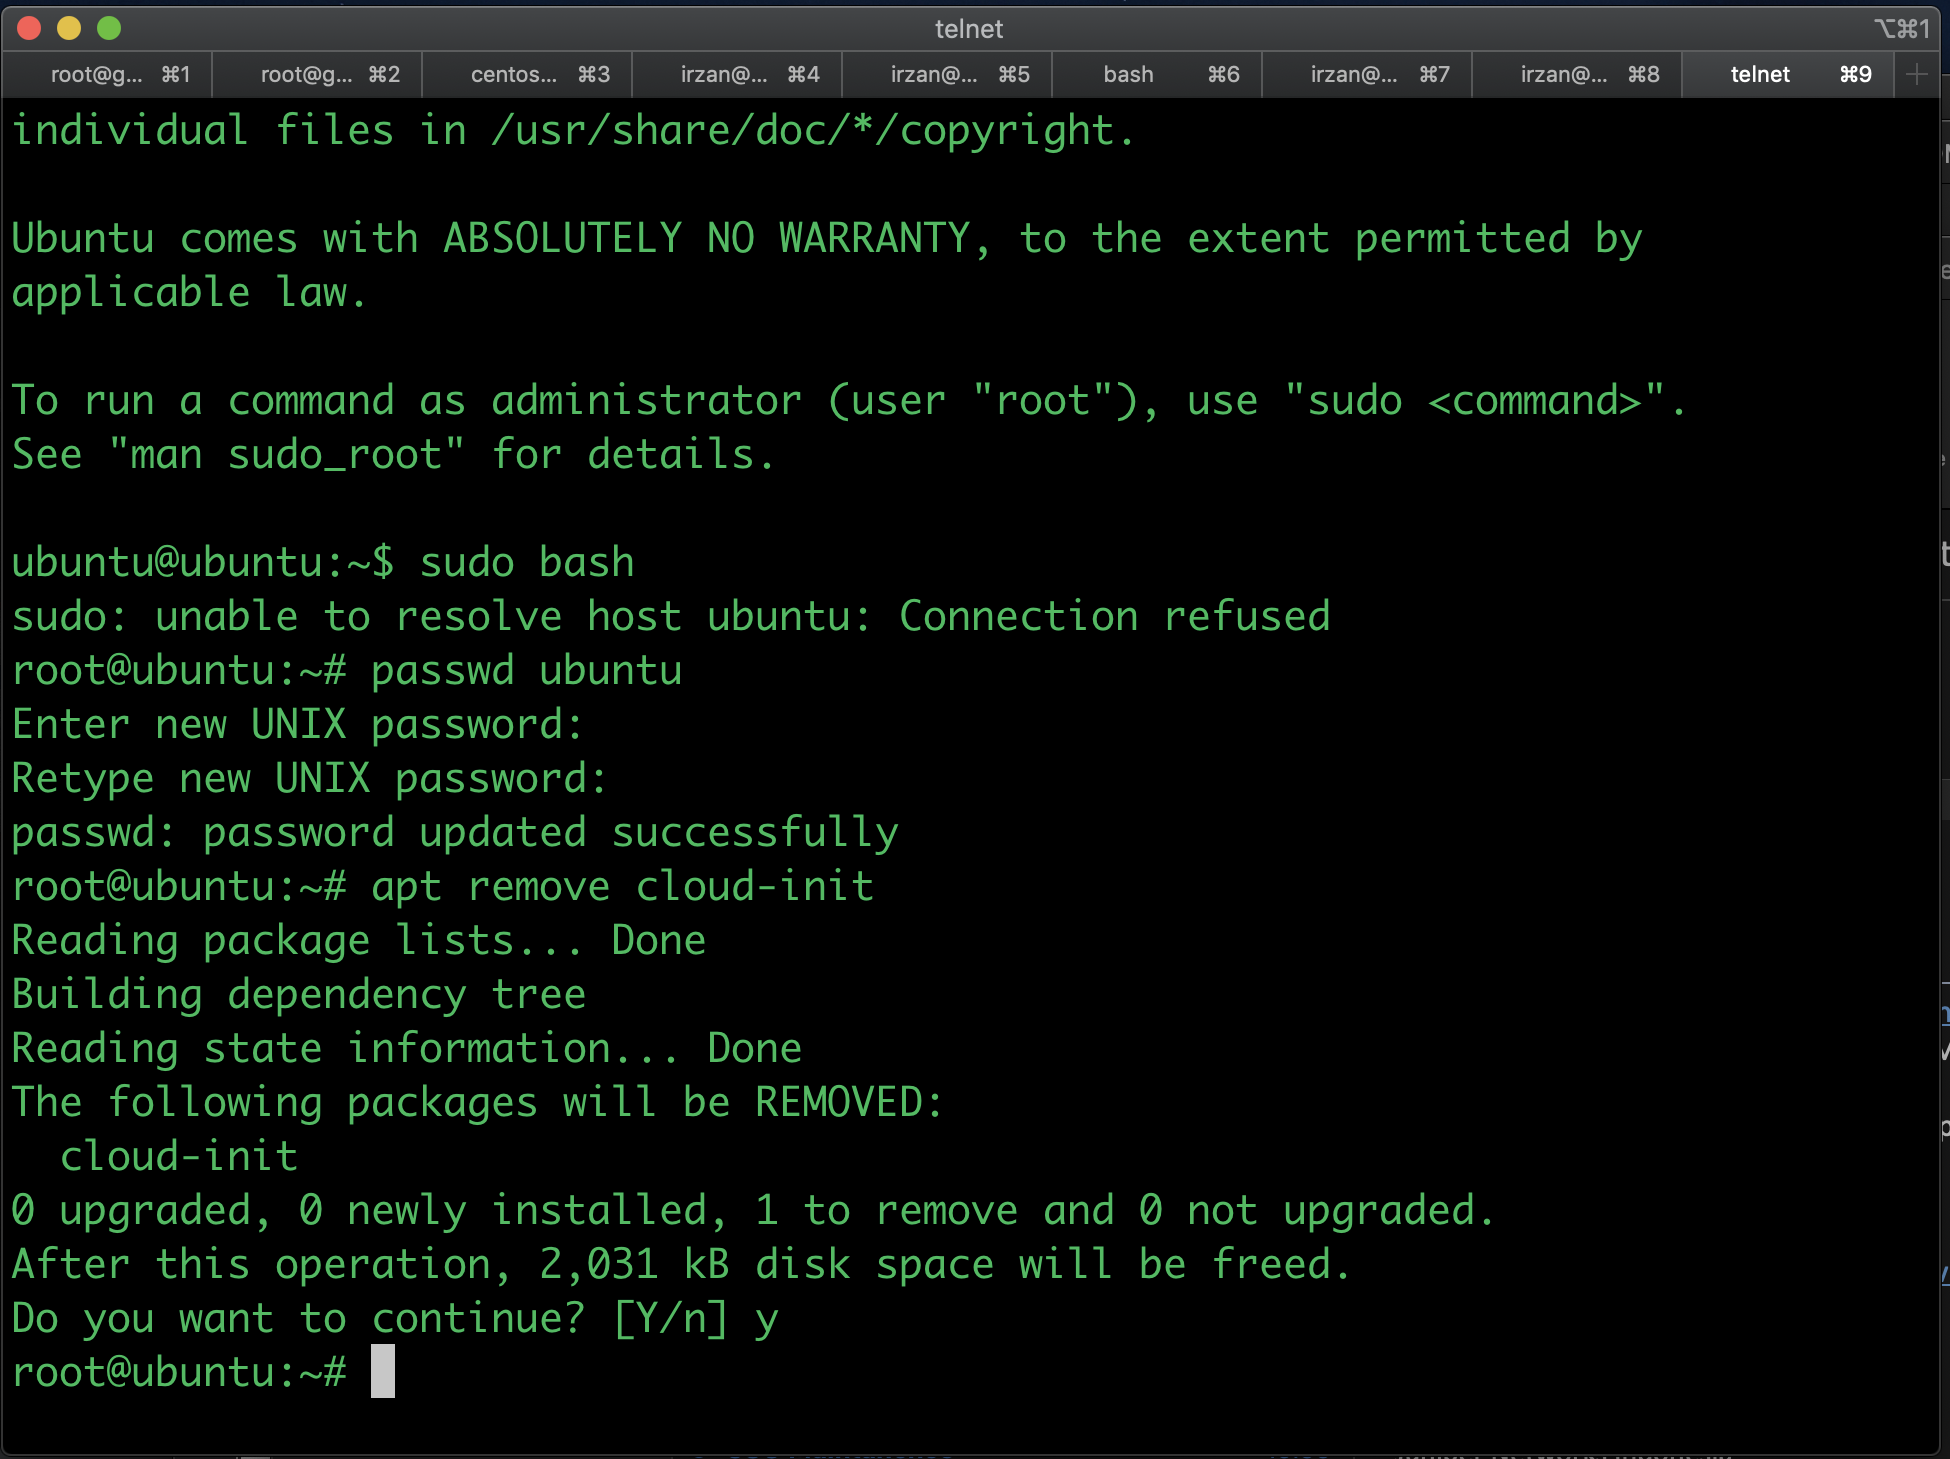 telnet
⌥⌘1
root@g... ⌘1 root@g... ⌘2 centos... ⌘3 irzan@... ⌘4 irzan@... ⌘5 bash ⌘6 irzan@... ⌘7 irzan@... ⌘8 telnet ⌘9
individual files in /usr/share/doc/*/copyright.
Ubuntu comes with ABSOLUTELY NO WARRANTY, to the extent permitted by
applicable law.
To run a command as administrator (user "root"), use "sudo <command>".
See "man sudo_root" for details.
ubuntu@ubuntu:~$ sudo bash
sudo: unable to resolve host ubuntu: Connection refused
root@ubuntu:~# passwd ubuntu
Enter new UNIX password:
Retype new UNIX password:
passwd: password updated successfully
root@ubuntu:~# apt remove cloud-init
Reading package lists... Done
Building dependency tree
Reading state information... Done
The following packages will be REMOVED:
  cloud-init
0 upgraded, 0 newly installed, 1 to remove and 0 not upgraded.
After this operation, 2,031 kB disk space will be freed.
Do you want to continue? [Y/n] y
root@ubuntu:~#